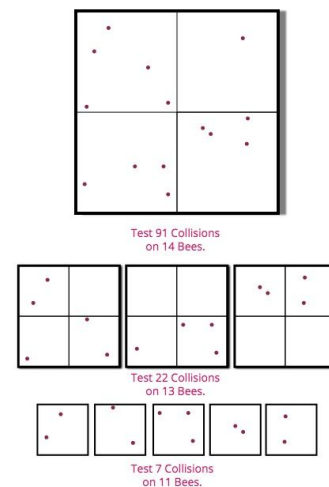 Test 91 Collisions
on 14 Bees.
Test 22 Collisions
on 13 Bees.
Test 7 Collisions
on 11 Bees.